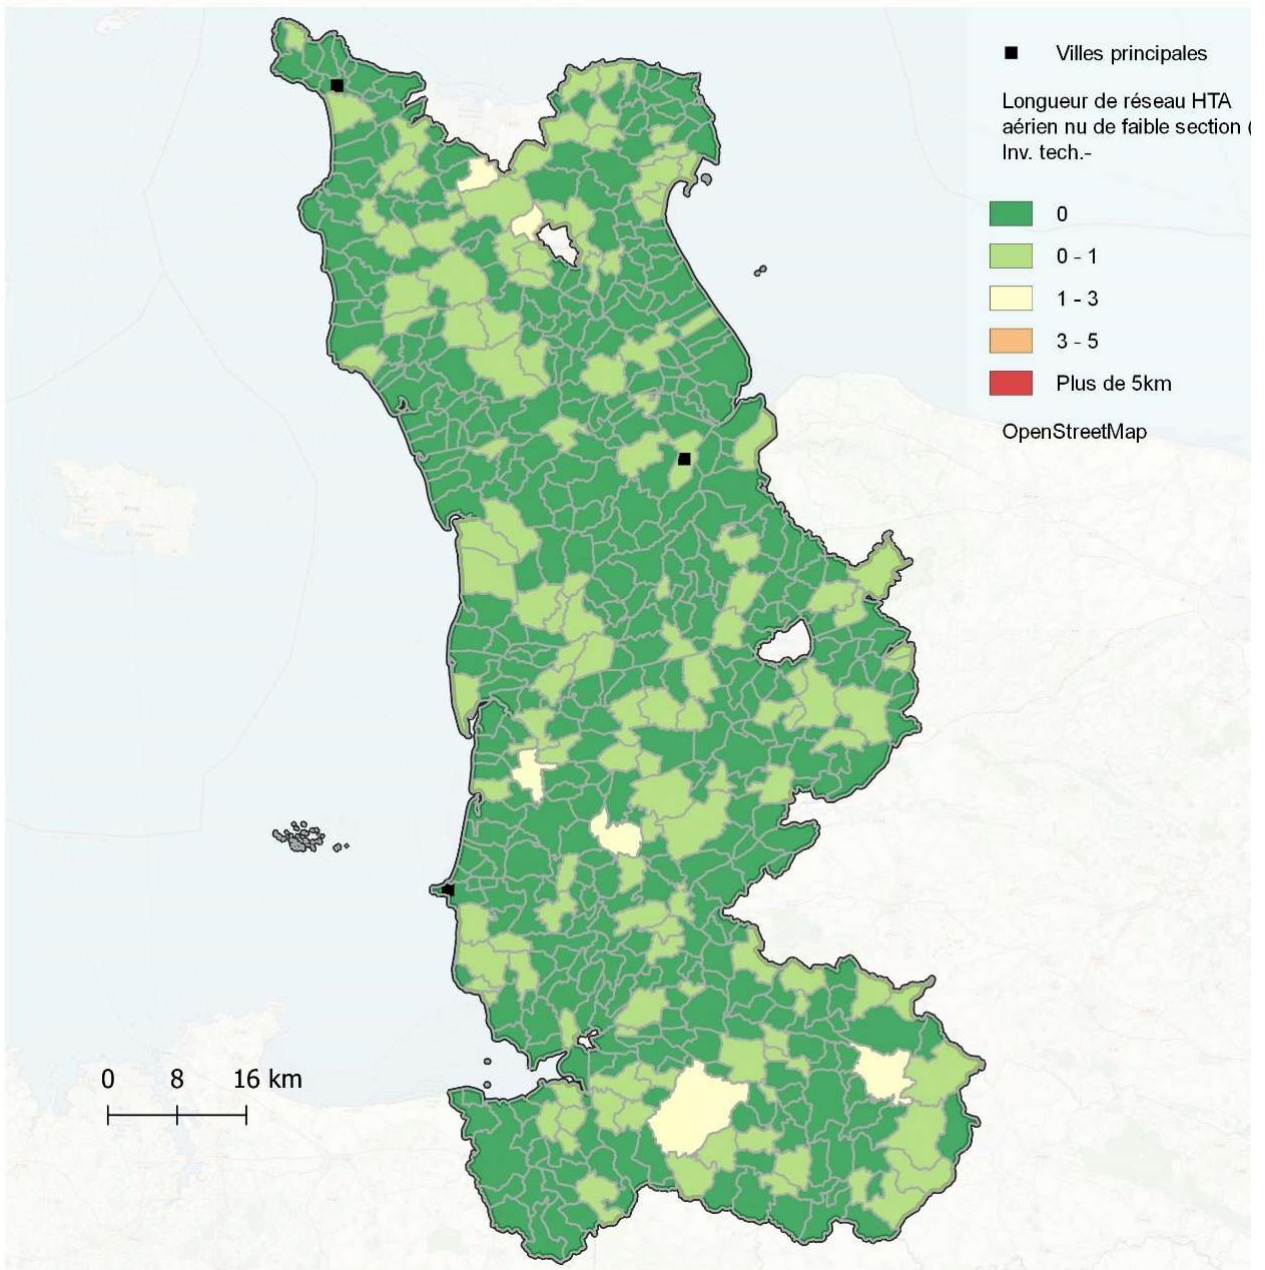 Villes principales
Longueur de réseau HTA
aérien nu de faible section (
Inv. tech.-
0
0 - 1
1 - 3
3 - 5
Plus de 5km
OpenStreetMap
0 8 16 km